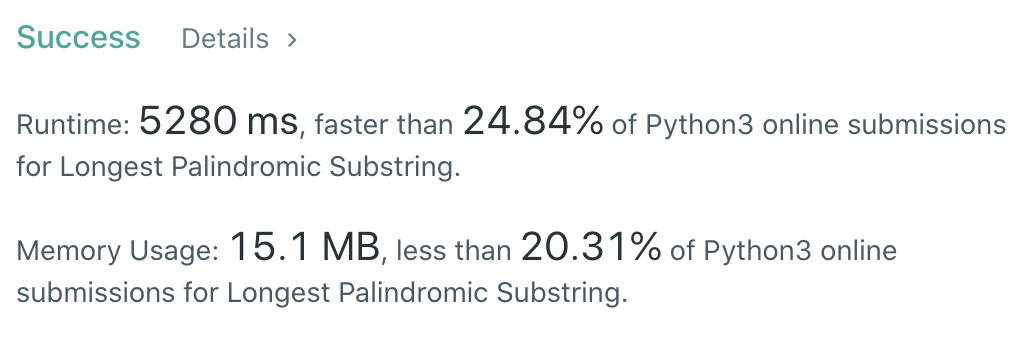 Success Details >
Runtime: 5280 ms, faster than 24.84% of Python3 online submissions
for Longest Palindromic Substring.
Memory Usage: 15.1 MB, less than 20.31% of Python3 online
submissions for Longest Palindromic Substring.